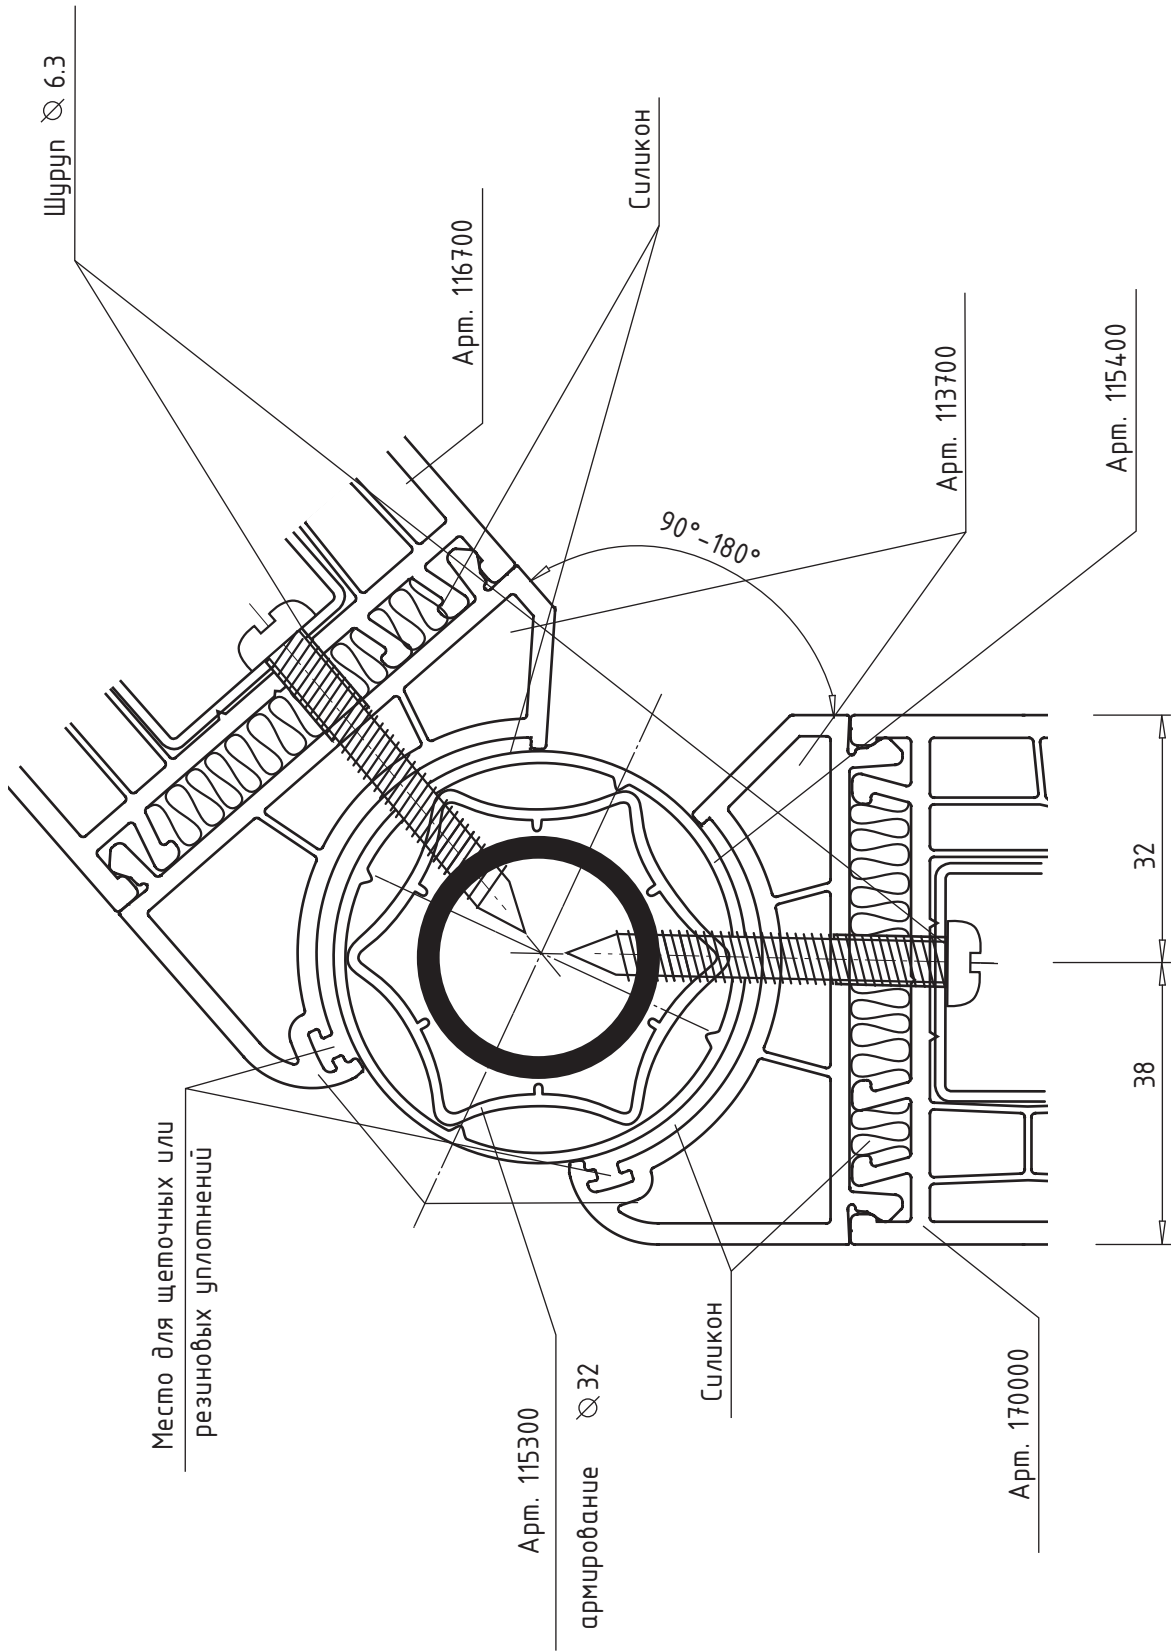 Шуруп ∅ 6.3
Арт. 116700
Силикон
Арт. 113700
Арт. 115400
90°-180°
Место для щеточных или
резиновых уплотнений
Арт. 115300
армирование ∅ 32
Силикон
Арт. 170000
38
32